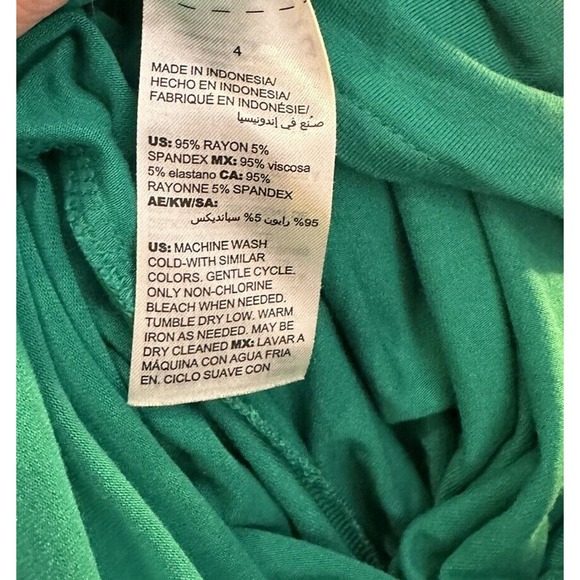 4
MADE IN INDONESIA/
HECHO EN INDONESIA/
FABRIQUÉ EN INDONÉSIE/
صنع في إندونيسيا
US: 95% RAYON 5%
SPANDEX MX: 95% viscosa
5% elastano CA: 95%
RAYONNE 5% SPANDEX
AE/KW/SA:
95% رايون 5% سباندیکس
US: MACHINE WASH
COLD-WITH SIMILAR
COLORS. GENTLE CYCLE.
ONLY NON-CHLORINE
BLEACH WHEN NEEDED.
TUMBLE DRY LOW. WARM
IRON AS NEEDED. MAY BE
DRY CLEANED MX: LAVAR A
MÁQUINA CON AGUA FRIA
EN. CICLO SUAVE CON